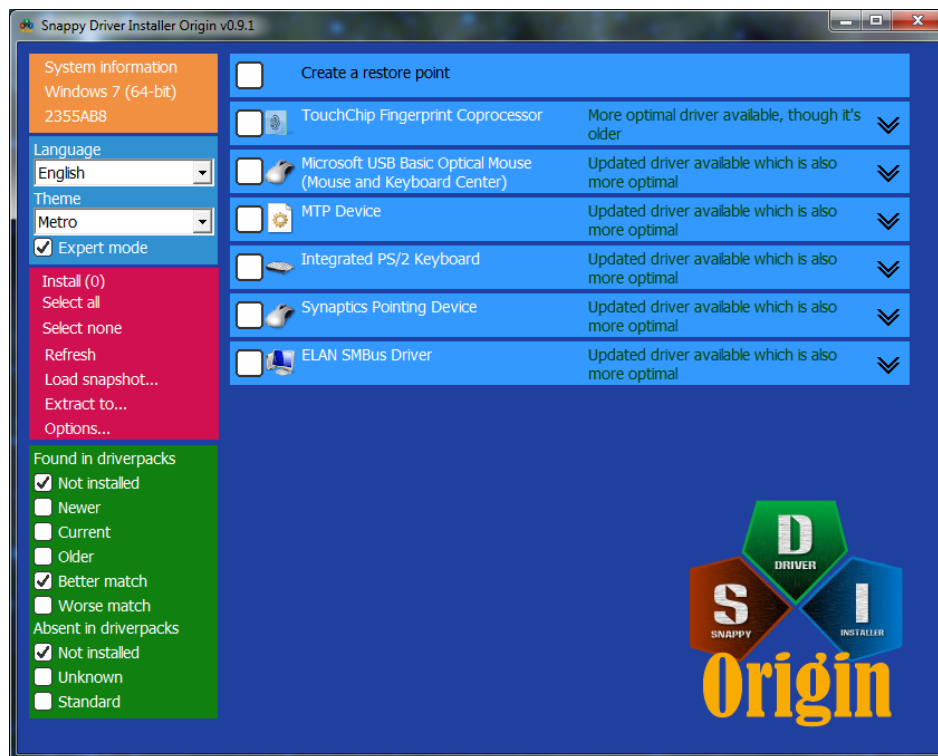 Snappy Driver Installer Origin v0.9.1
System information
Windows 7 (64-bit)
2355AB8
Language
English
Theme
Metro
Expert mode
Install (0)
Select all
Select none
Refresh
Load snapshot...
Extract to...
Options...
Found in driverpacks
Not installed
Newer
Current
Older
Better match
Worse match
Absent in driverpacks
Not installed
Unknown
Standard
Create a restore point
TouchChip Fingerprint Coprocessor
More optimal driver available, though it's
older
Microsoft USB Basic Optical Mouse
(Mouse and Keyboard Center)
Updated driver available which is also
more optimal
MTP Device
Updated driver available which is also
more optimal
Integrated PS/2 Keyboard
Updated driver available which is also
more optimal
Synaptics Pointing Device
Updated driver available which is also
more optimal
ELAN SMBus Driver
Updated driver available which is also
more optimal
D
DRIVER
S
SNAPPY
I
INSTALLER
Origin